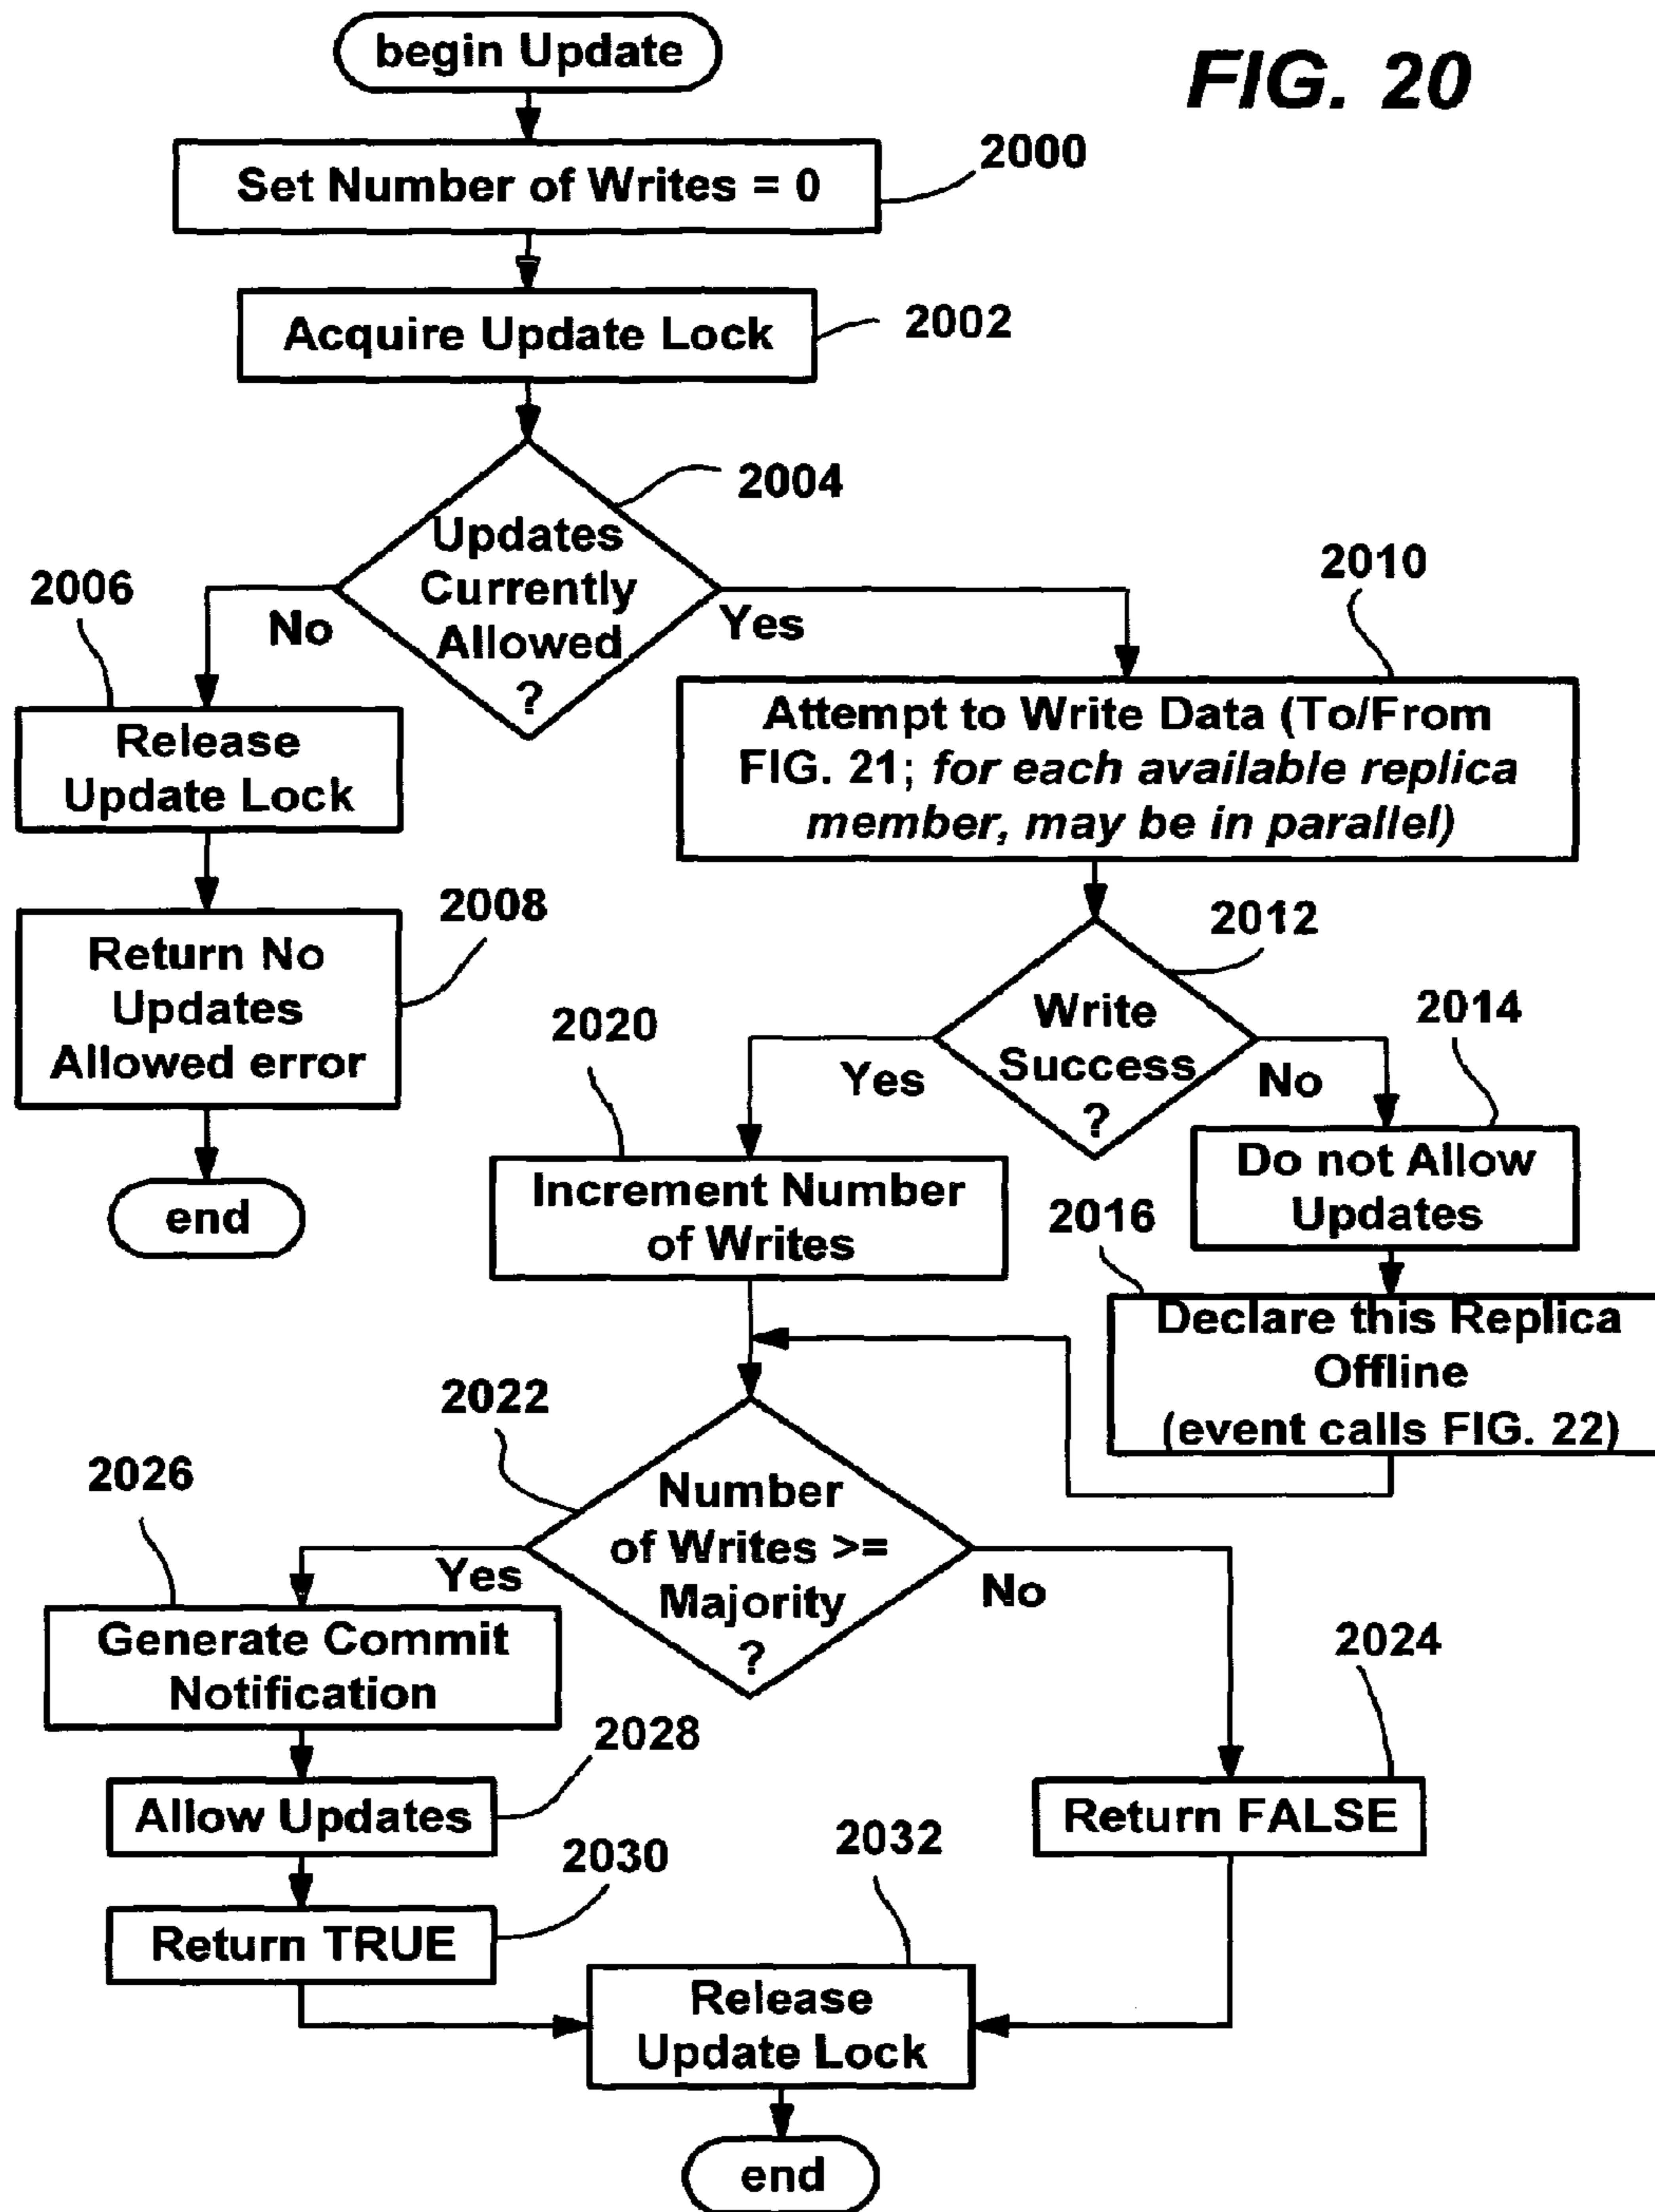 begin Update
FIG. 20
2000
Set Number of Writes = 0
Acquire Update Lock
2002
2004
Updates
Currently
Allowed
?
2006
No
Yes
2010
Release
Update Lock
Attempt to Write Data (To/From
FIG. 21; for each available replica
member, may be in parallel)
2008
Return No
Updates
Allowed error
2012
Write
Success
?
2020
Yes
No
2014
end
Increment Number
of Writes
Do not Allow
Updates
2016
Declare this Replica
Offline
(event calls FIG. 22)
2022
Number
of Writes >=
Majority
?
2026
Yes
No
Generate Commit
Notification
2024
2028
Allow Updates
Return FALSE
2030
2032
Return TRUE
Release
Update Lock
end